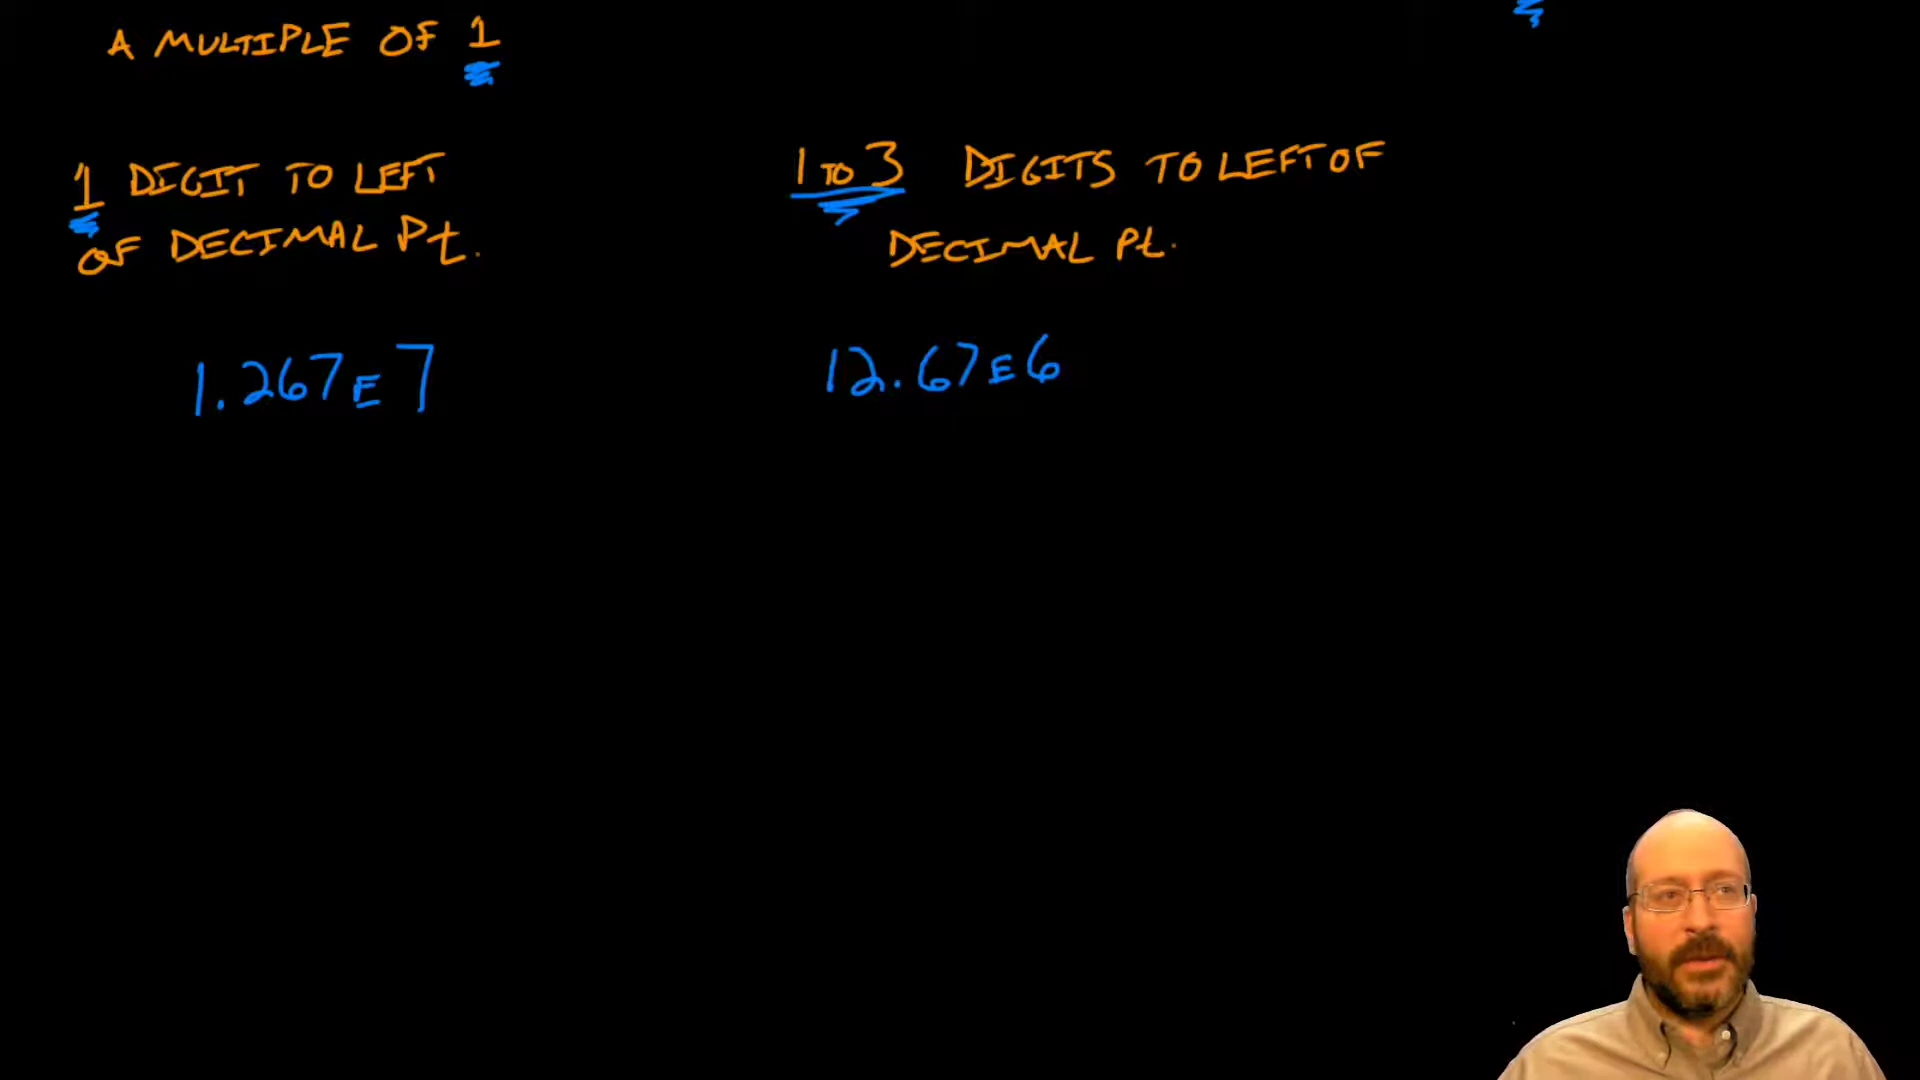 A MULTIPLE OF 1
1 DIGIT TO LEFT
OF DECIMAL Pt.
1.267E7
1 TO 3 DIGITS TO LEFT OF
DECIMAL Pt.
12.67E6